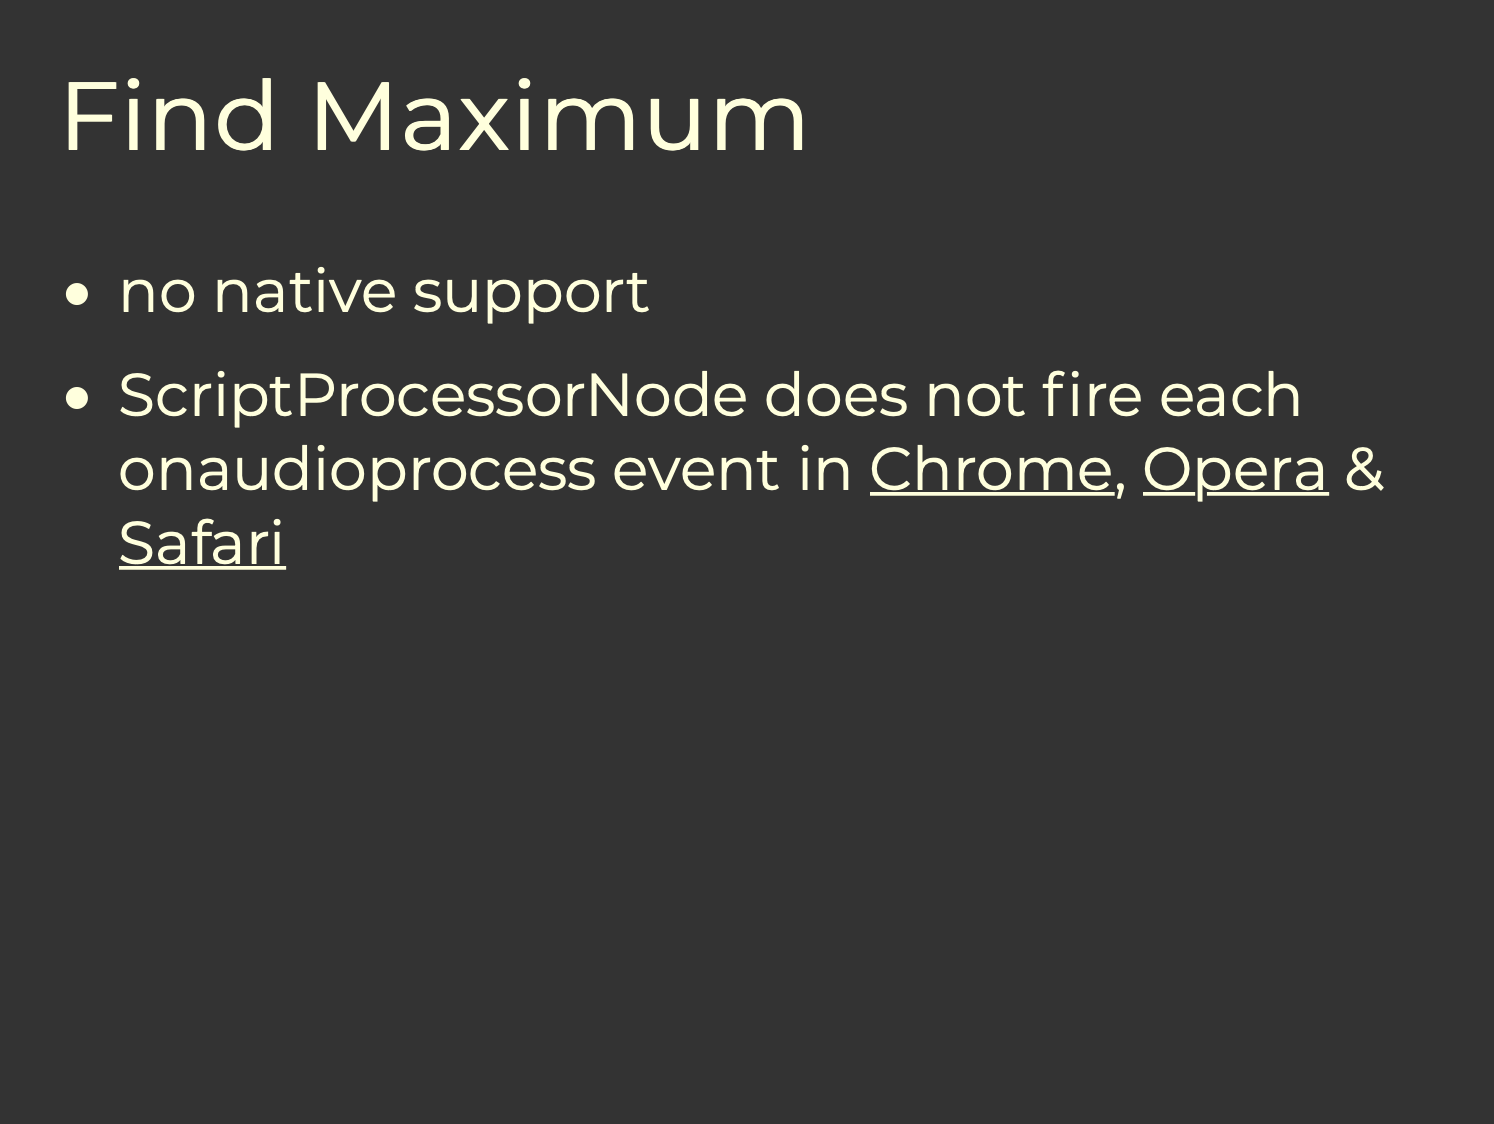 Find Maximum
• no native support
• ScriptProcessorNode does not fire each
onaudioprocess event in Chrome, Opera &
Safari